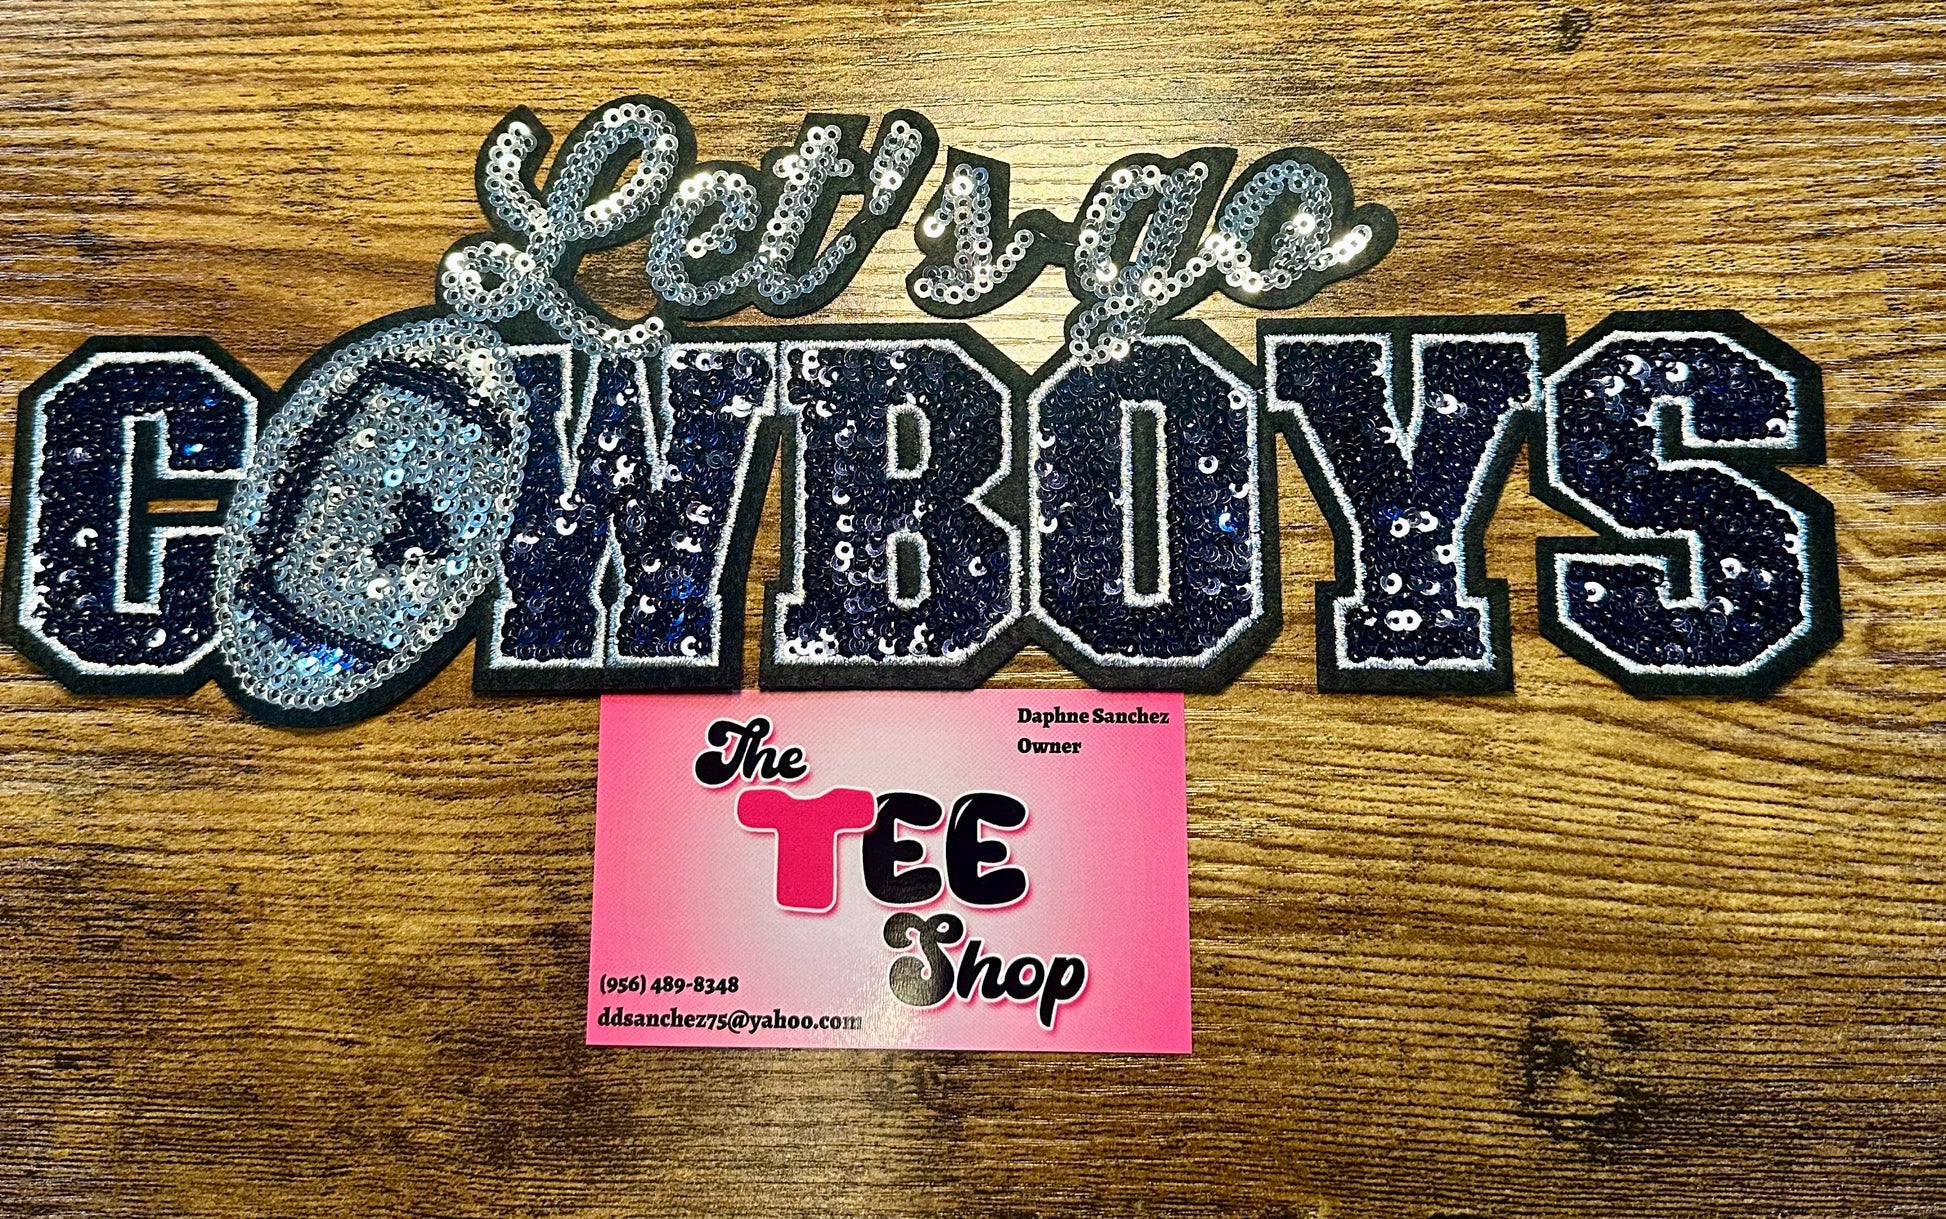 Let's go
COWBOYS
Daphne Sanchez
Owner
The
TEE
Shop
(956) 489-8348
ddsanchez75@yahoo.com